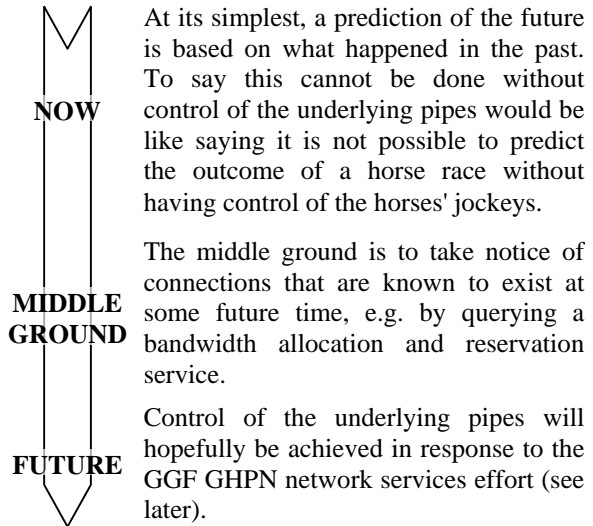 At its simplest, a prediction of the future
is based on what happened in the past.
To say this cannot be done without
NOW
control of the underlying pipes would be
like saying it is not possible to predict
the outcome of a horse race without
having control of the horses' jockeys.
The middle ground is to take notice of
connections that are known to exist at
MIDDLE
GROUND
some future time, e.g. by querying a
bandwidth allocation and reservation
service.
Control of the underlying pipes will
hopefully be achieved in response to the
FUTURE
GGF GHPN network services effort (see
later).